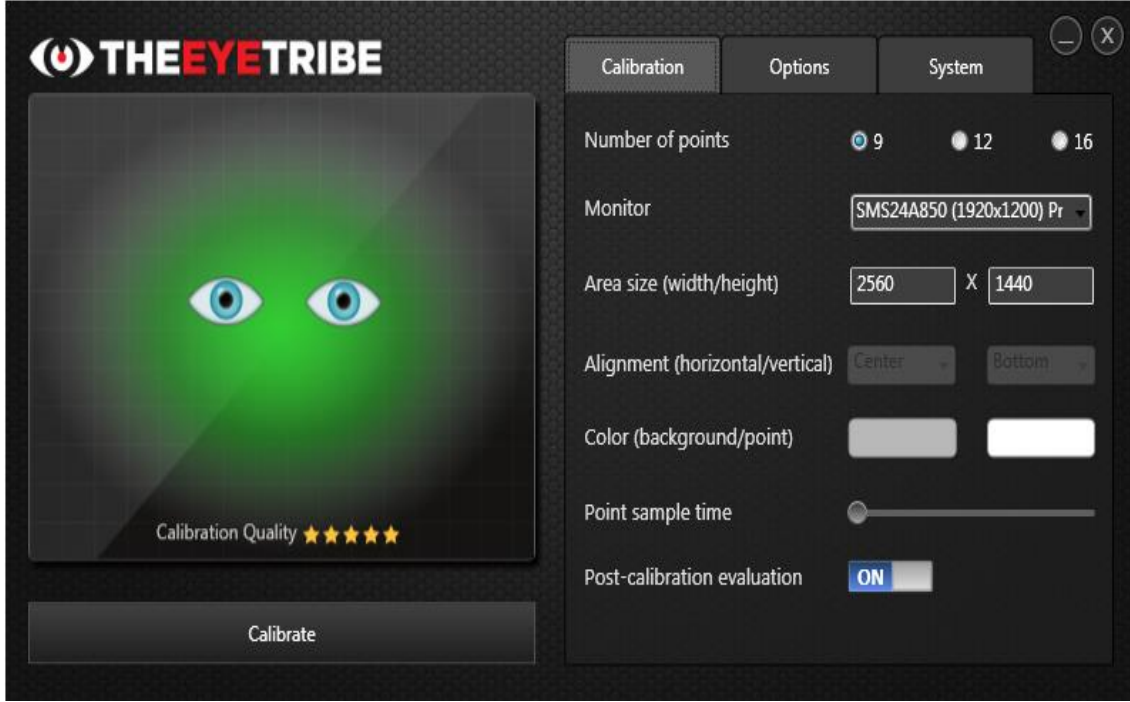 THEEYETRIBE
Calibration Quality
Calibrate
Calibration Options System
Number of points 9 12 16
Monitor SMS24A850 (1920x1200) Pr
Area size (width/height) 2560 X 1440
Alignment (horizontal/vertical) Center Bottom
Color (background/point)
Point sample time
Post-calibration evaluation ON
X